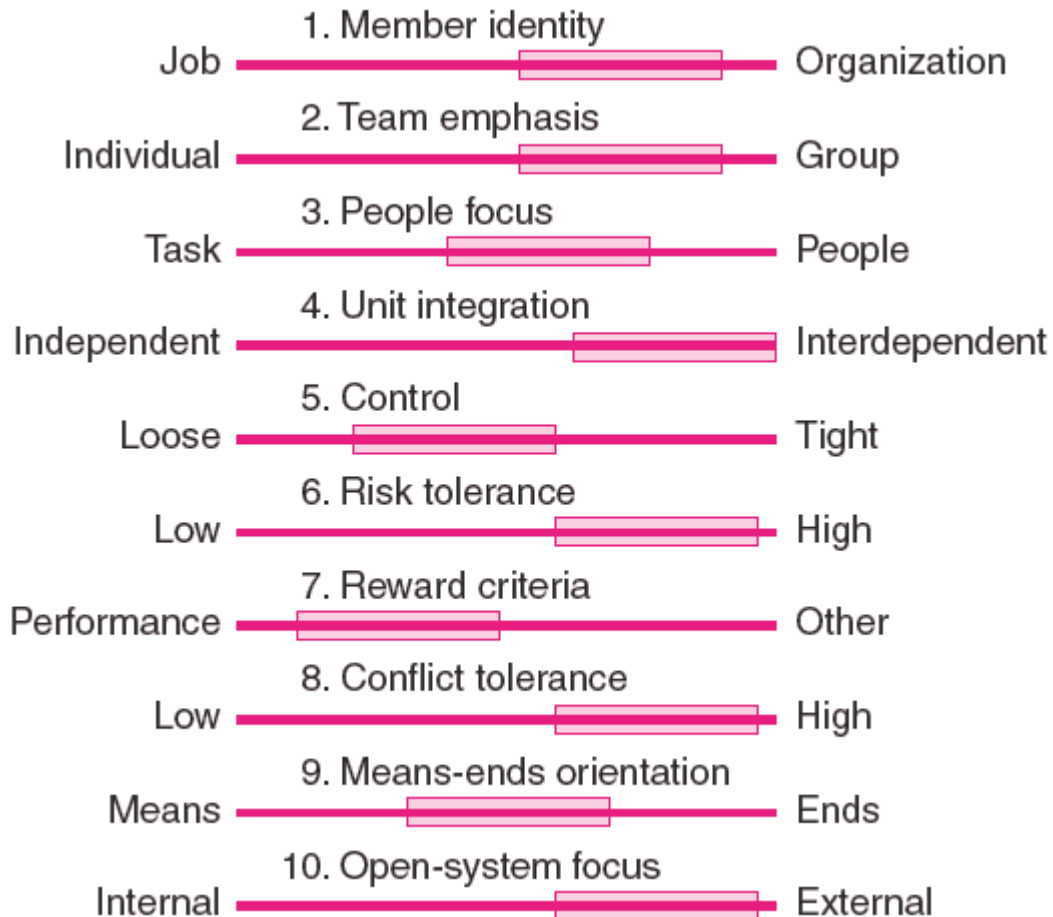 1. Member identity
Job Organization
2. Team emphasis
Individual Group
3. People focus
Task People
4. Unit integration
Independent Interdependent
5. Control
Loose Tight
6. Risk tolerance
Low High
7. Reward criteria
Performance Other
8. Conflict tolerance
Low High
9. Means-ends orientation
Means Ends
10. Open-system focus
Internal External